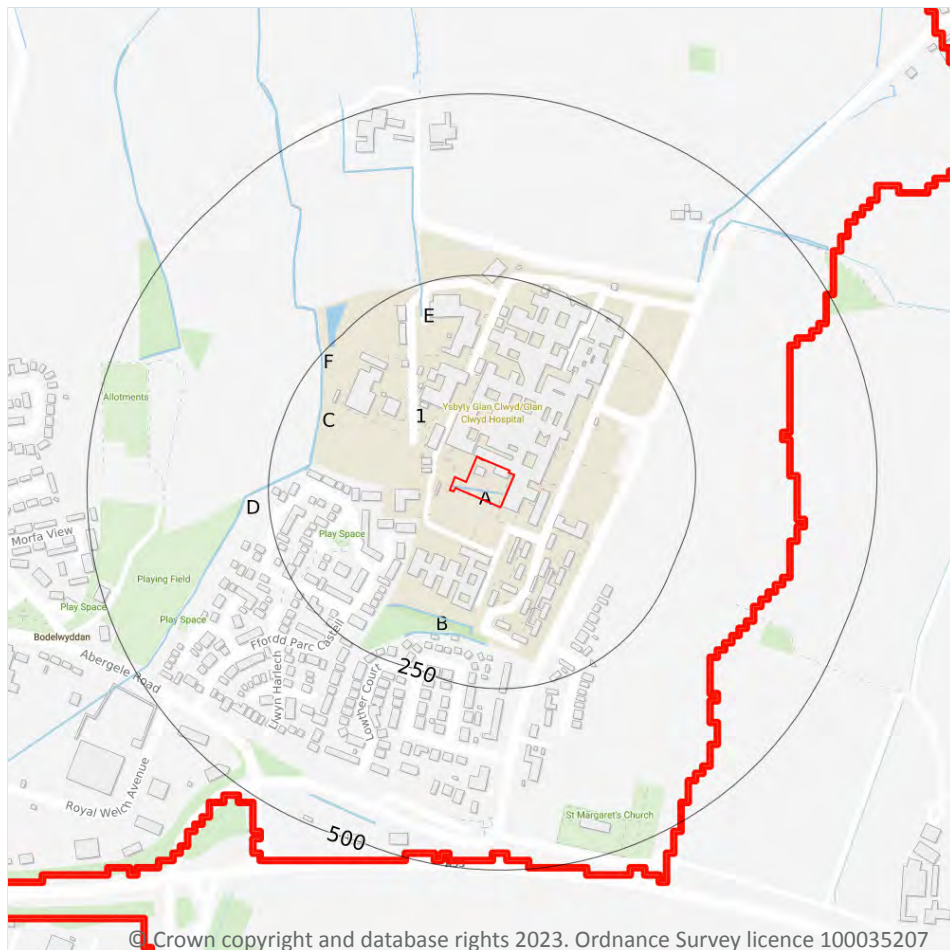 E
F
Allotments
Ysbyty Glan Clwyd/Glan
Clwyd Hospital
1
C
A
D
Play Space
Morfa View
Playing Field
Play Space
Play Space
B
Bodelwyddan
Ffordd Parc Castell
Abergele Road
250
Llwyn Harlech
Lowther Court
Royal Welch Avenue
St Margaret's Church
500
© Crown copyright and database rights 2023. Ordnance Survey licence 100035207